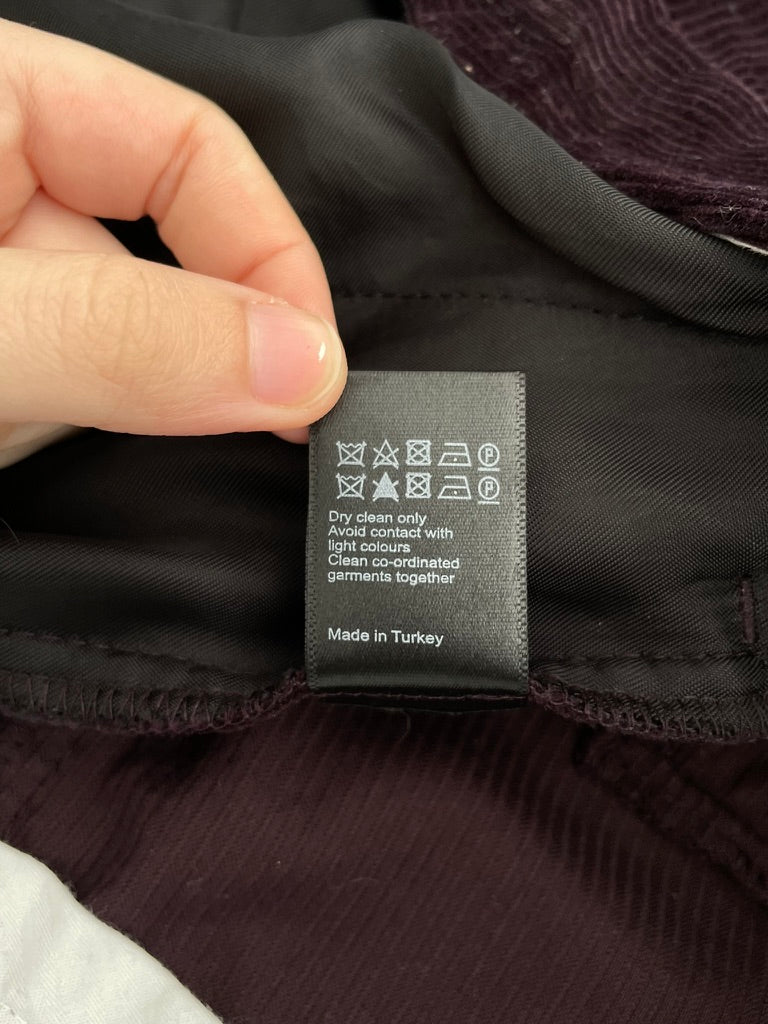 P
P
Dry clean only
Avoid contact with
light colours
Clean co-ordinated
garments together
Made in Turkey